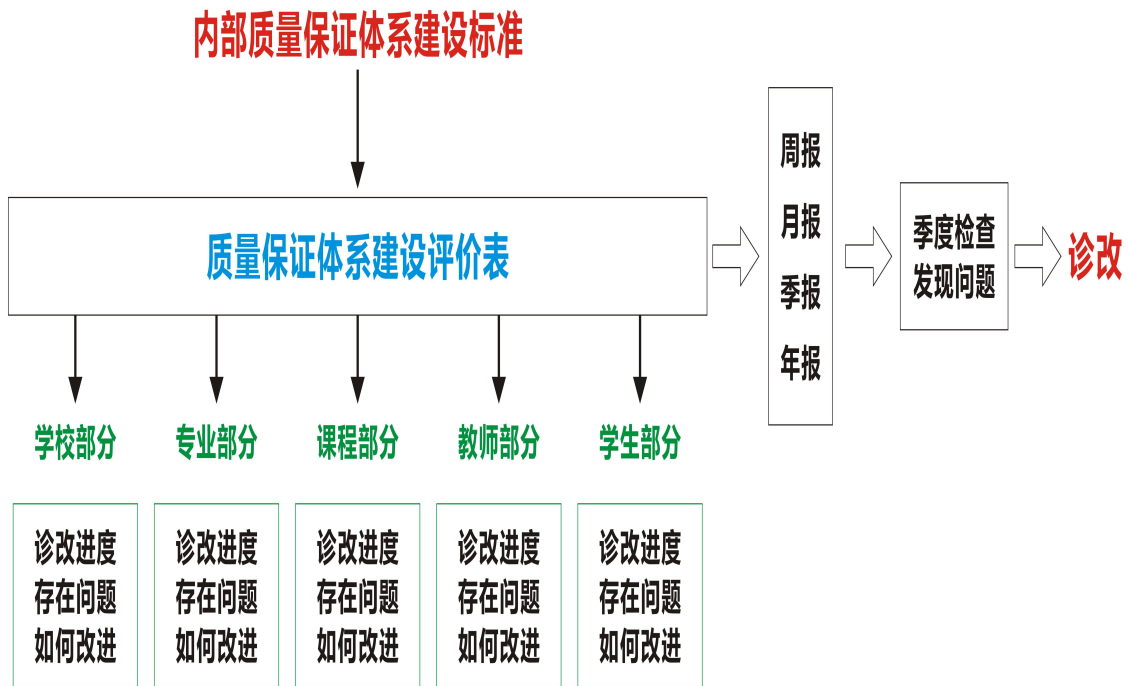 内部质量保证体系建设标准
质量保证体系建设评价表
周报
月报
季报
年报
季度检查
发现问题
诊改
学校部分
专业部分
课程部分
教师部分
学生部分
诊改进度
存在问题
如何改进
诊改进度
存在问题
如何改进
诊改进度
存在问题
如何改进
诊改进度
存在问题
如何改进
诊改进度
存在问题
如何改进